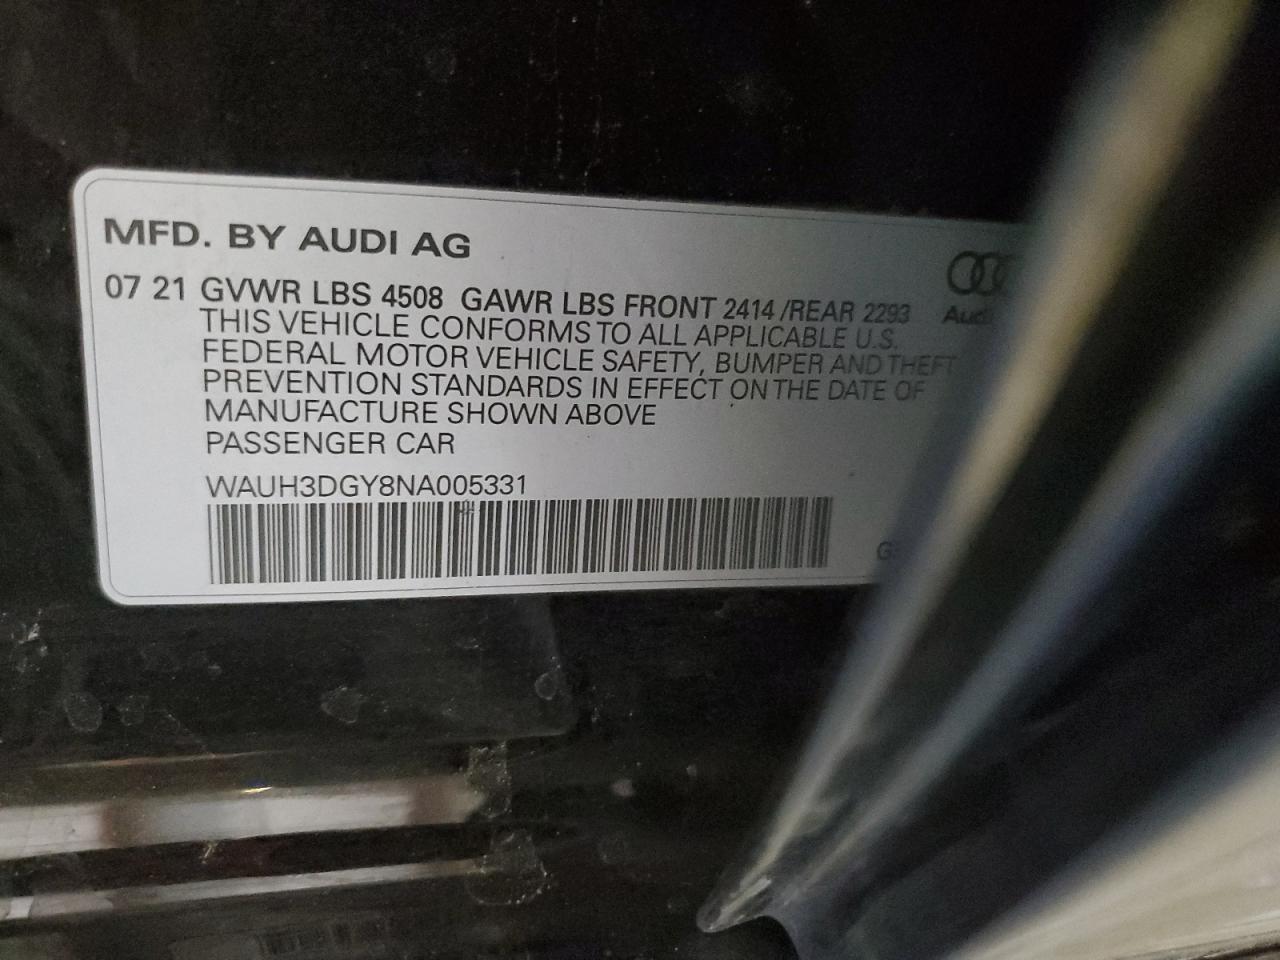 MFD. BY AUDI AG
07 21 GVWR LBS 4508 GAWR LBS FRONT 2414 /REAR 2293
THIS VEHICLE CONFORMS TO ALL APPLICABLE U.S.
FEDERAL MOTOR VEHICLE SAFETY, BUMPER AND THEFT
PREVENTION STANDARDS IN EFFECT ON THE DATE OF
MANUFACTURE SHOWN ABOVE
PASSENGER CAR
WAUH3DGY8NA005331